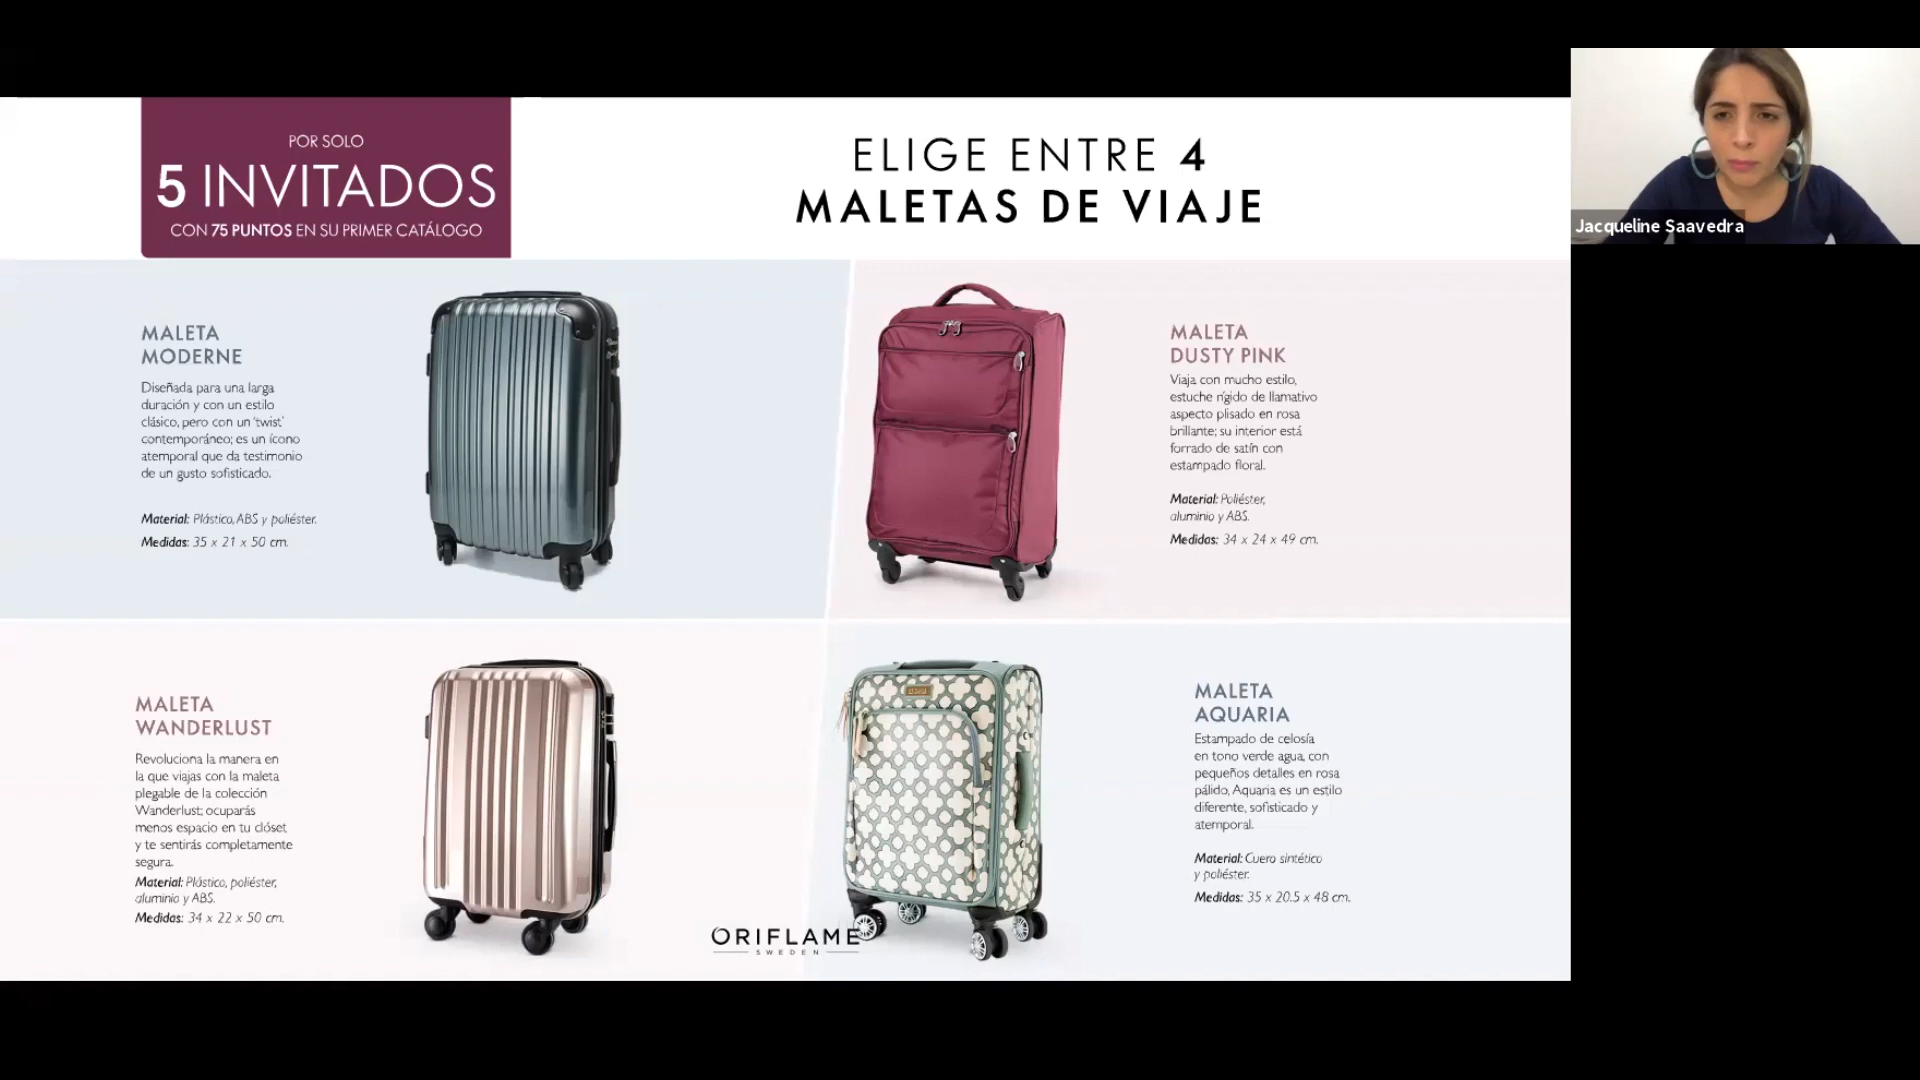 POR SOLO
5 INVITADOS
CON 75 PUNTOS EN SU PRIMER CATÁLOGO
ELIGE ENTRE 4
MALETAS DE VIAJE
Jacqueline Saavedra
MALETA
MODERNE
Diseñada para una larga
duración y con un estilo
clásico, pero con un 'twist'
contemporáneo; es un ícono
atemporal que da testimonio
de un gusto sofisticado.
Material: Plástico, ABS y poliéster.
Medidas: 35 x 21 x 50 cm.
MALETA
DUSTY PINK
Viaja con mucho estilo,
estuche rígido de llamativo
aspecto plisado en rosa
brillante; su interior está
forrado de satín con
estampado floral.
Material: Poliéster,
aluminio y ABS.
Medidas: 34 x 24 x 49 cm.
MALETA
WANDERLUST
Revoluciona la manera en
la que viajas con la maleta
plegable de la colección
Wanderlust; ocuparás
menos espacio en tu clóset
y te sentirás completamente
segura.
Material: Plástico, poliéster,
aluminio y ABS.
Medidas: 34 x 22 x 50 cm.
MALETA
AQUARIA
Estampado de celosía
en tono verde agua, con
pequeños detalles en rosa
pálido, Aquaria es un estilo
diferente, sofisticado y
atemporal.
Material: Cuero sintético
y poliéster.
Medidas: 35 x 20.5 x 48 cm.
ORIFLAME
SWEDEN